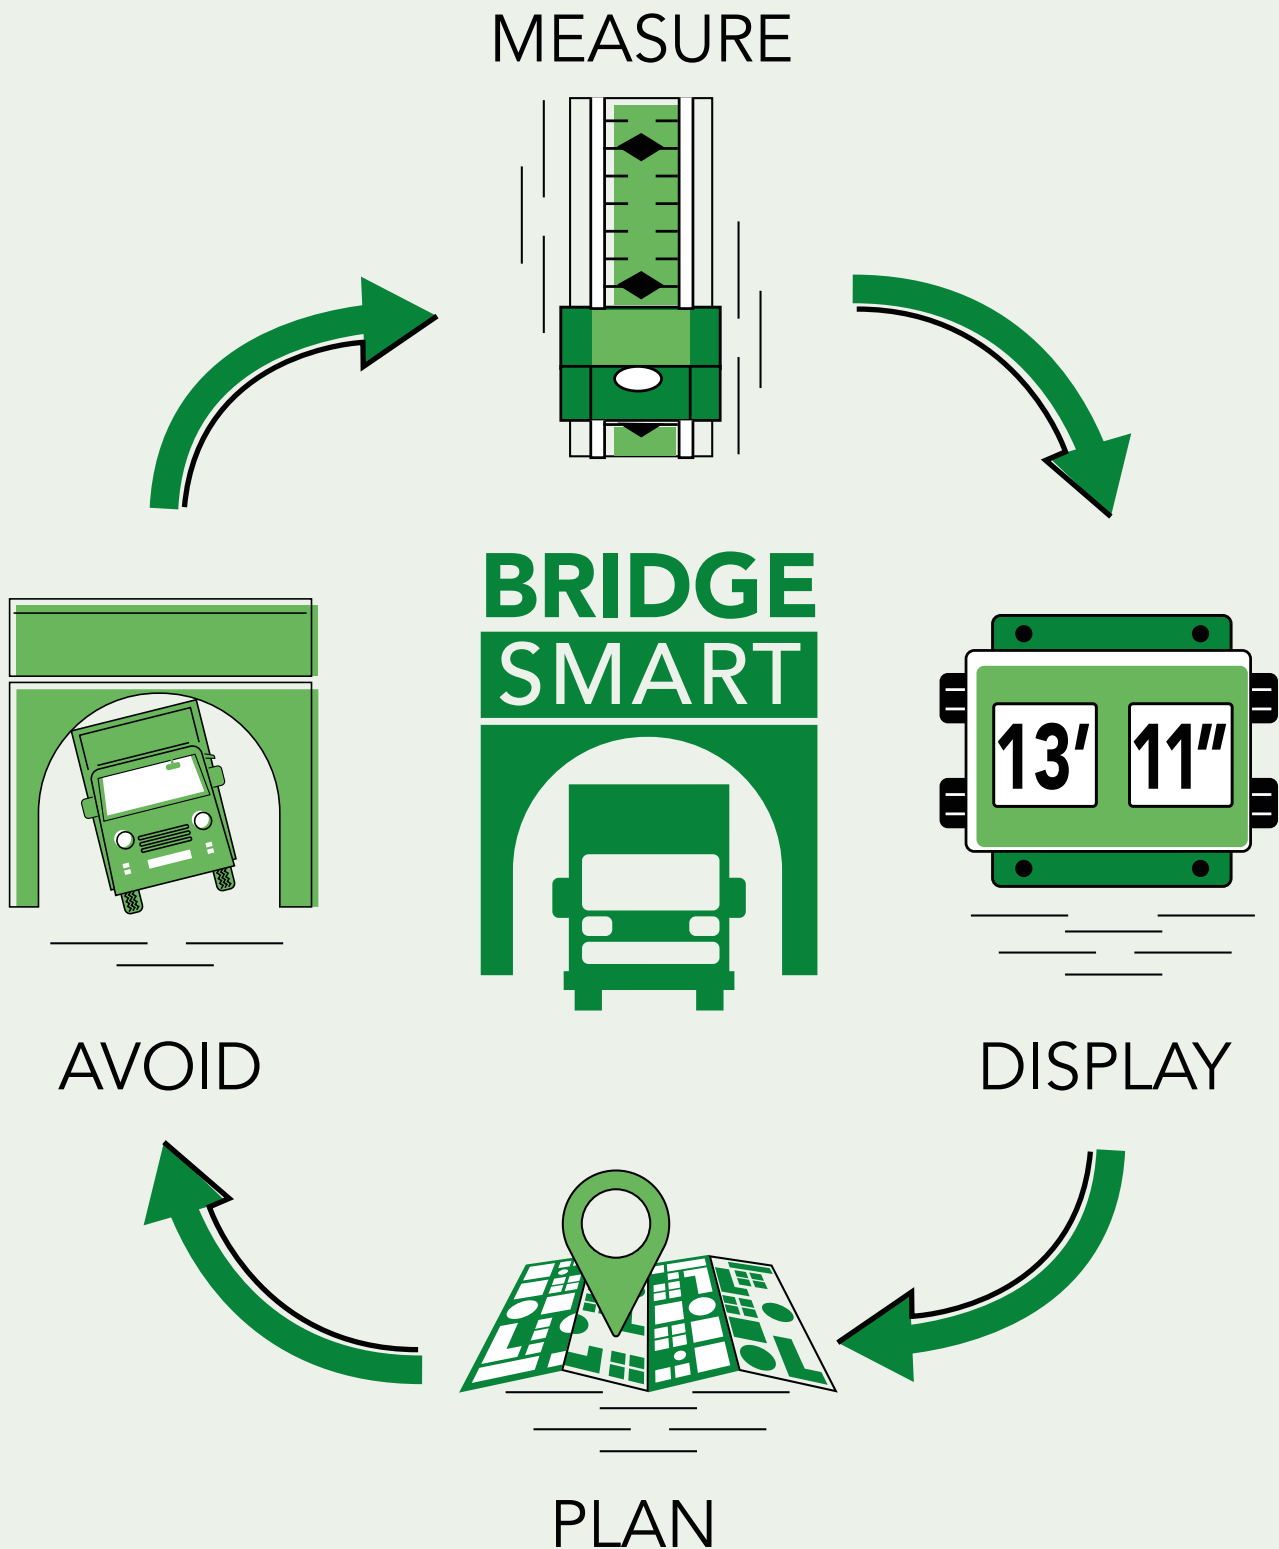 MEASURE
BRIDGE
SMART
13' 11"
AVOID
DISPLAY
PLAN